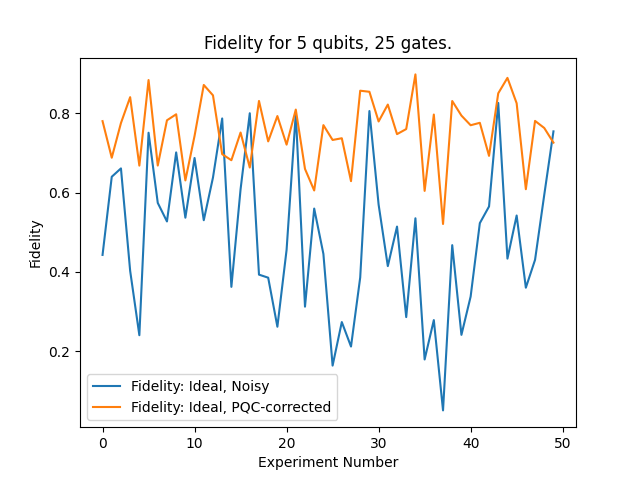 Fidelity for 5 qubits, 25 gates.
0.8
0.6
0.4
0.2
Fidelity
Fidelity: Ideal, Noisy
Fidelity: Ideal, PQC-corrected
0 10 20 30 40 50
Experiment Number